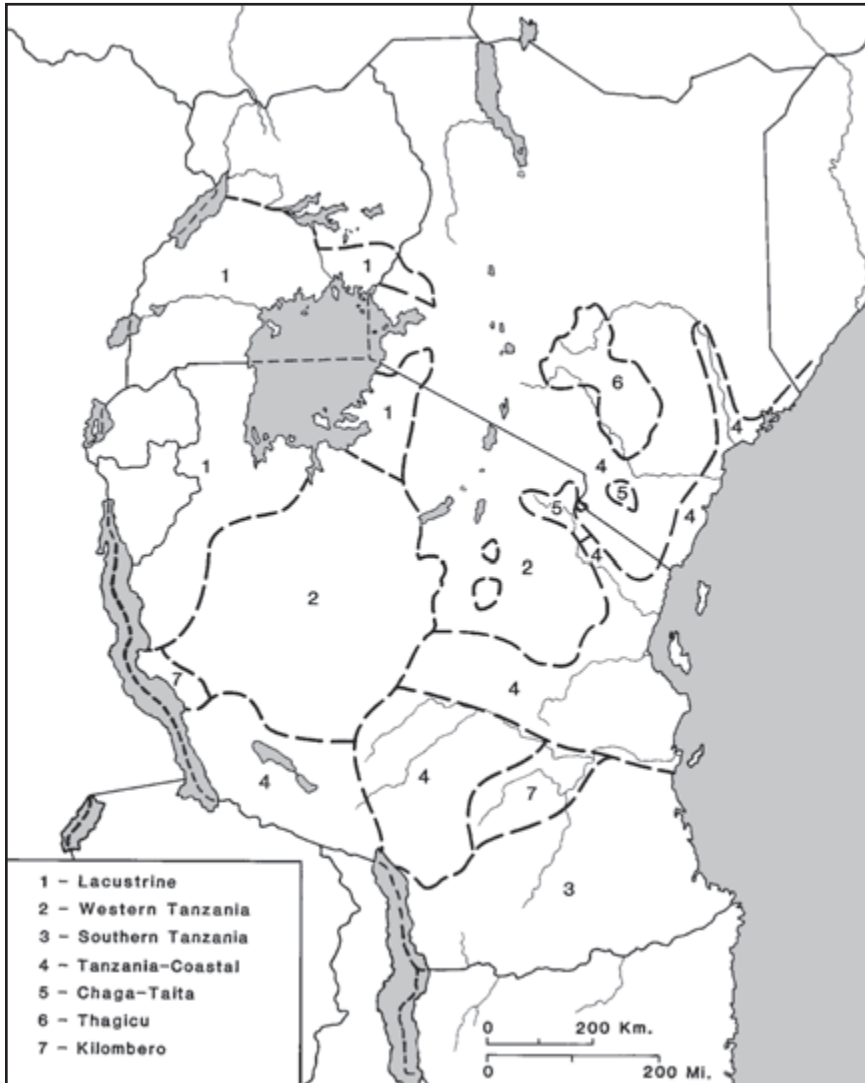 1
1
6
1
4
4
1
5
5
4
4
2
2
7
4
4
4
7
3
1 – Lacustrine
2 – Western Tanzania
3 – Southern Tanzania
4 – Tanzania-Coastal
5 – Chaga-Taita
6 – Thagicu
7 – Kilombero
0 200 Km.
0 200 Mi.